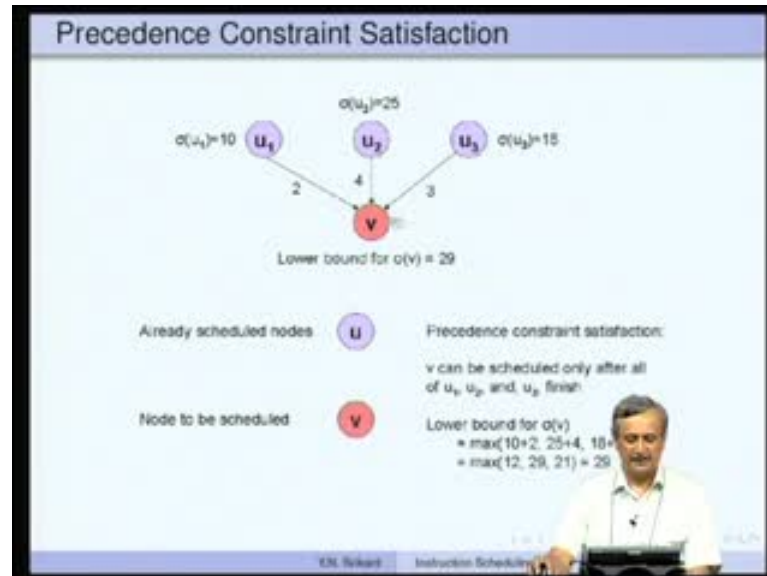 Precedence Constraint Satisfaction
σ(u₂)=25
σ(u₁)=10 u₁ u₂ u₃ σ(u₃)=18
2 4 3
v
Lower bound for σ(v) = 29
Already scheduled nodes u
Node to be scheduled v
Precedence constraint satisfaction:
v can be scheduled only after all
of u₁, u₂, and, u₃ finish
Lower bound for σ(v)
= max(10+2, 25+4, 18+
= max(12, 29, 21) = 29
Y.N. Srikant Instruction Scheduling